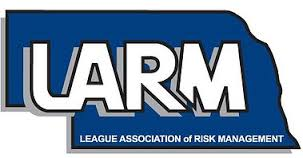 LARM
LEAGUE ASSOCIATION of RISK MANAGEMENT